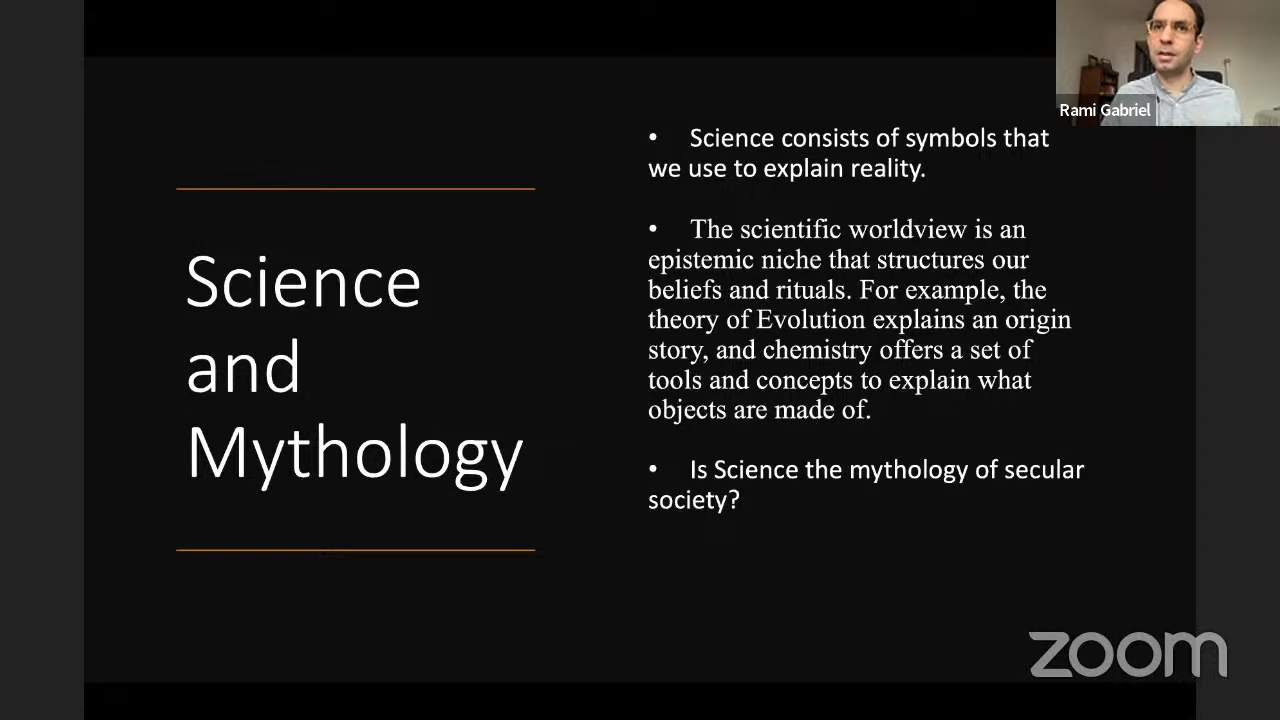 Rami Gabriel
Science
and
Mythology
• Science consists of symbols that
we use to explain reality.
• The scientific worldview is an
epistemic niche that structures our
beliefs and rituals. For example, the
theory of Evolution explains an origin
story, and chemistry offers a set of
tools and concepts to explain what
objects are made of.
• Is Science the mythology of secular
society?
zoom